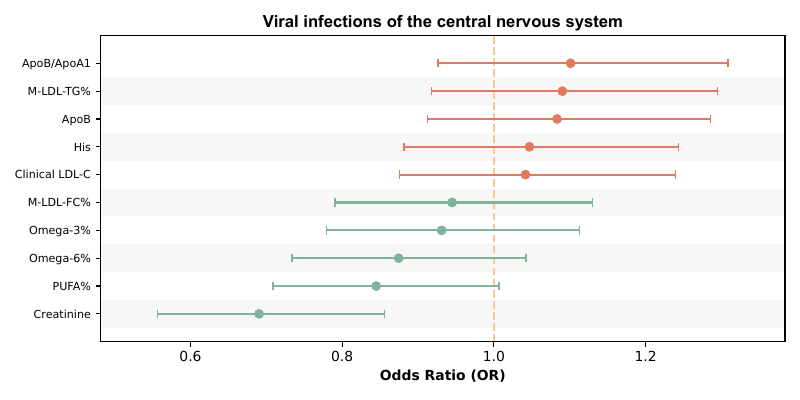 Viral infections of the central nervous system
ApoB/ApoA1
M-LDL-TG%
ApoB
His
Clinical LDL-C
M-LDL-FC%
Omega-3%
Omega-6%
PUFA%
Creatinine
0.6 0.8 1.0 1.2
Odds Ratio (OR)